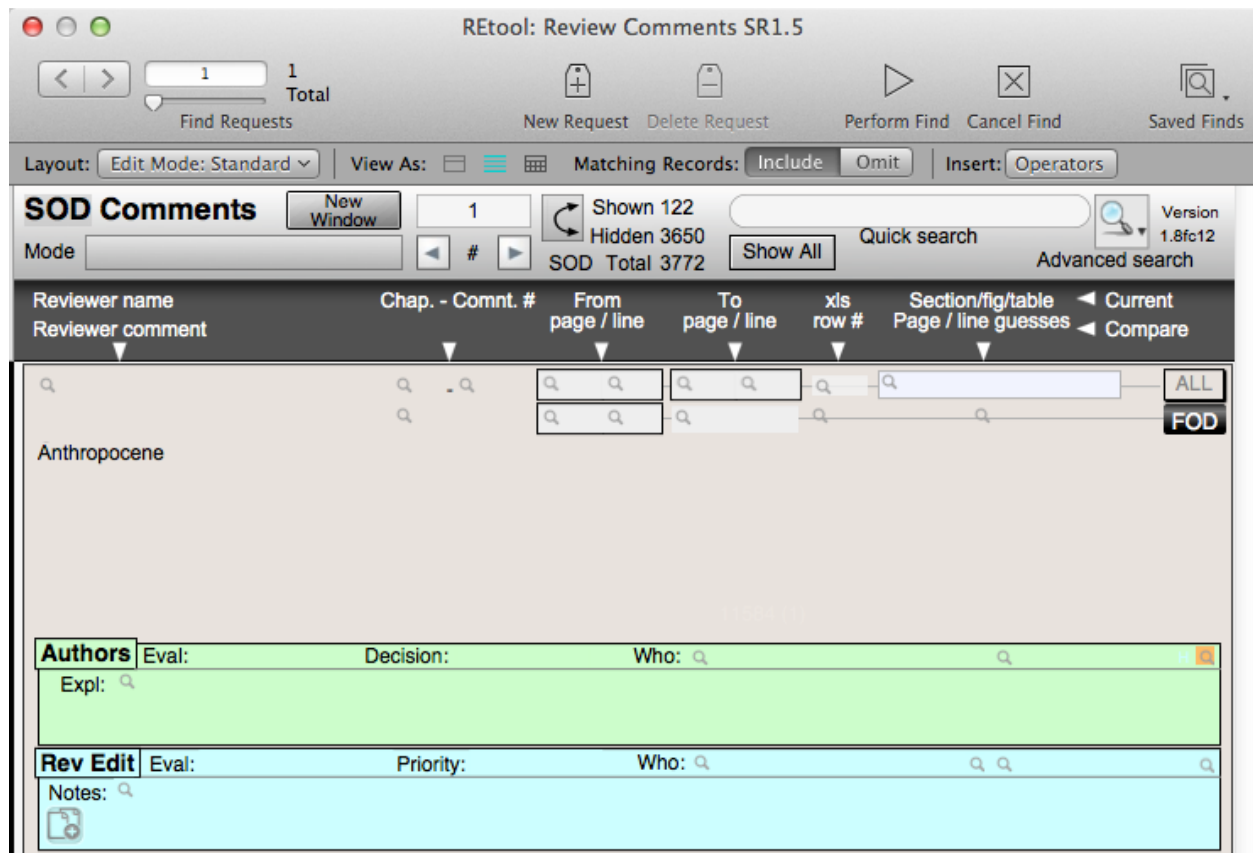 REtool: Review Comments SR1.5
1
1
Total
Find Requests
New Request
Delete Request
Perform Find
Cancel Find
Saved Finds
Layout: Edit Mode: Standard
View As:
Matching Records: Include Omit
Insert: Operators
SOD Comments
New Window
1
Shown 122
Hidden 3650
SOD Total 3772
Show All
Quick search
Version
1.8fc12
Advanced search
Mode
#
Reviewer name
Reviewer comment
Chap. - Comnt. #
From
page / line
To
page / line
xls
row #
Section/fig/table
Page / line guesses
Current
Compare
-
ALL
FOD
Anthropocene
Authors Eval: Decision: Who:
Expl:
Rev Edit Eval: Priority: Who:
Notes: